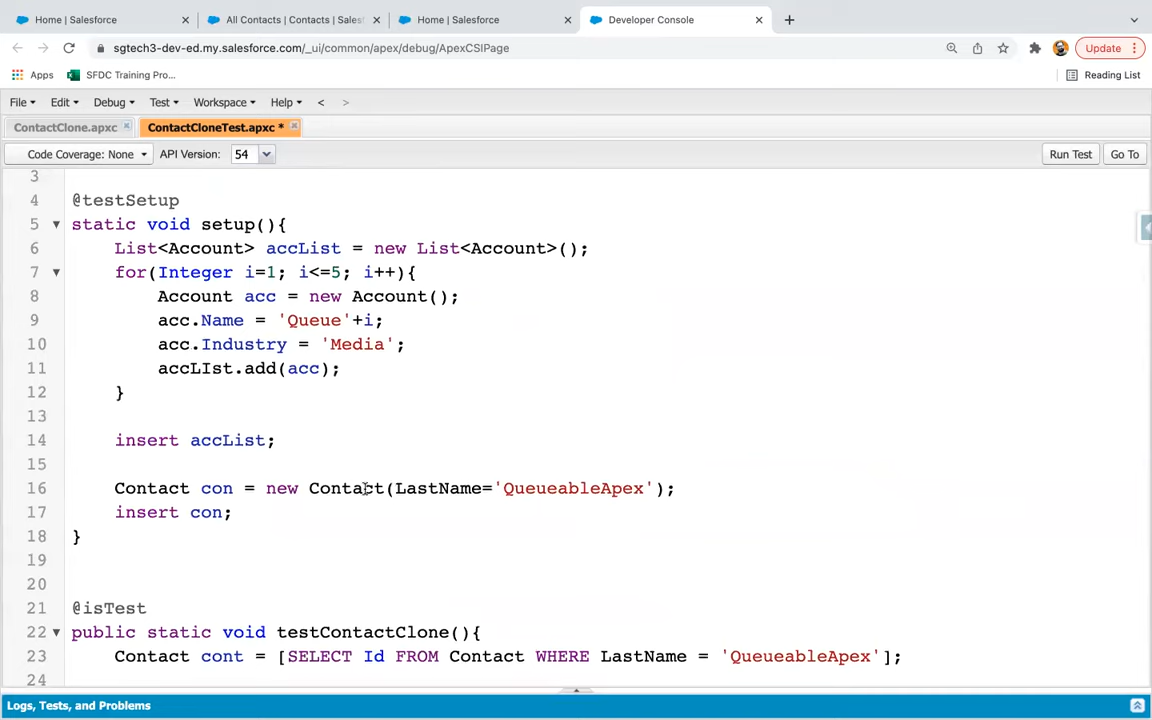 Home | Salesforce
All Contacts | Contacts | Sales
Home | Salesforce
Developer Console
sgtech3-dev-ed.my.salesforce.com/_ui/common/apex/debug/ApexCSIPage
Update
Apps
SFDC Training Pro...
Reading List
File Edit Debug Test Workspace Help < >
ContactClone.apxc
ContactCloneTest.apxc *
Code Coverage: None
API Version: 54
Run Test
Go To
3
4 @testSetup
5 static void setup(){
6 List<Account> accList = new List<Account>();
7 for(Integer i=1; i<=5; i++){
8 Account acc = new Account();
9 acc.Name = 'Queue'+i;
10 acc.Industry = 'Media';
11 accLIst.add(acc);
12 }
13
14 insert accList;
15
16 Contact con = new Contact(LastName='QueueableApex');
17 insert con;
18 }
19
20
21 @isTest
22 public static void testContactClone(){
23 Contact cont = [SELECT Id FROM Contact WHERE LastName = 'QueueableApex'];
24
Logs, Tests, and Problems